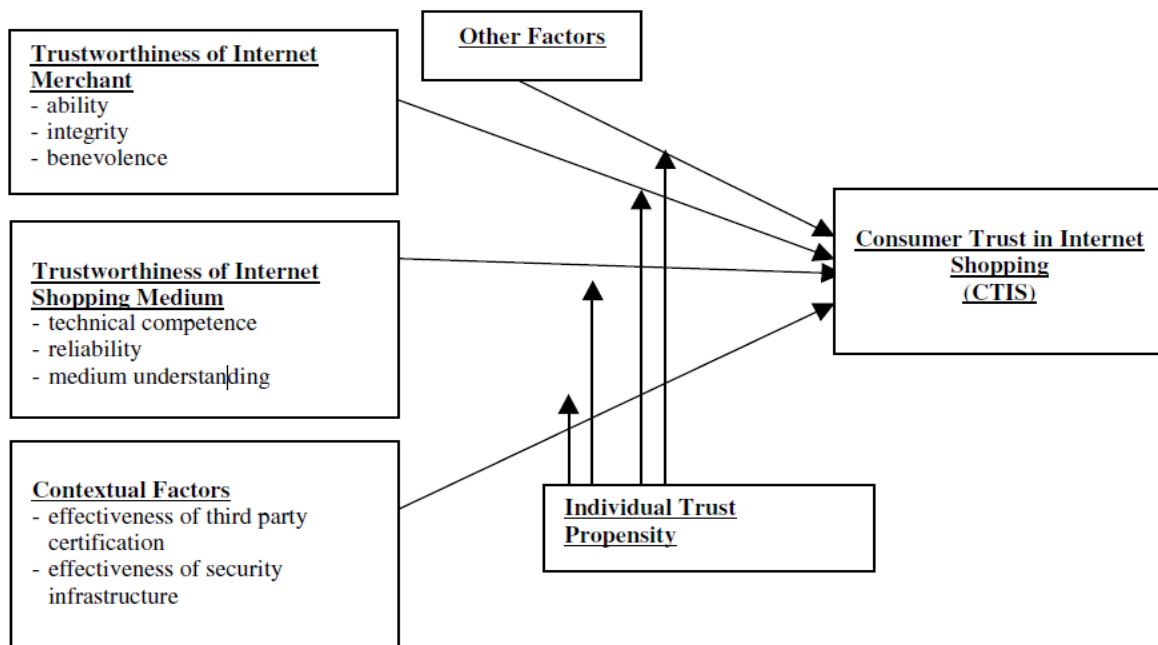 Other Factors
Trustworthiness of Internet
Merchant
- ability
- integrity
- benevolence
Trustworthiness of Internet
Shopping Medium
- technical competence
- reliability
- medium understanding
Consumer Trust in Internet
Shopping
(CTIS)
Contextual Factors
- effectiveness of third party
certification
- effectiveness of security
infrastructure
Individual Trust
Propensity